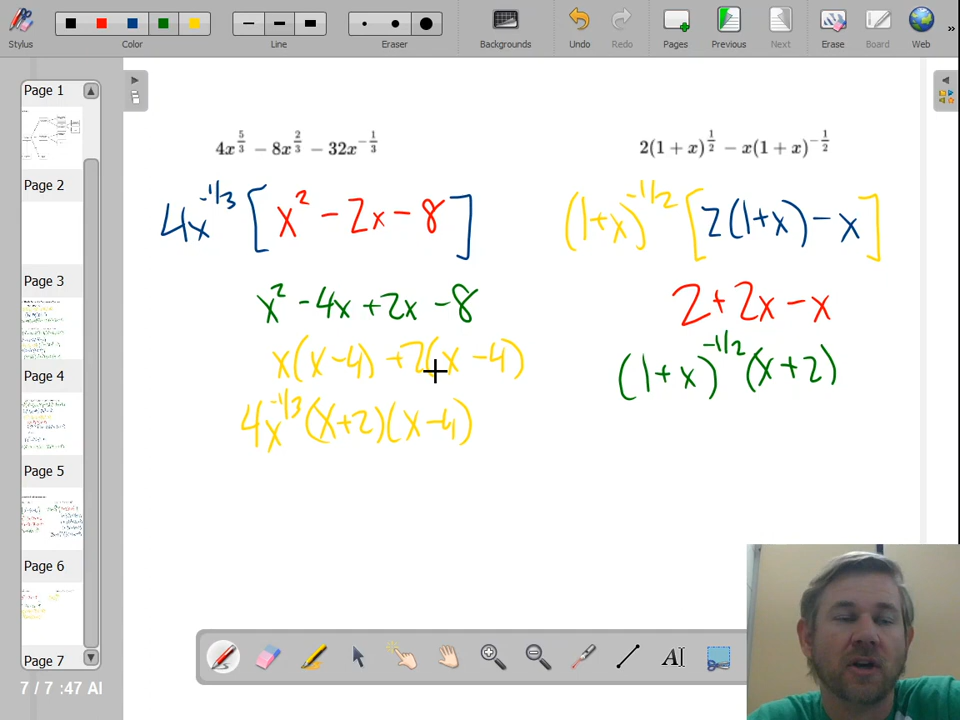 Stylus
Color
Line
Eraser
Backgrounds
Undo
Redo
Pages
Previous
Next
Erase
Board
Web
»
Page 1
Page 2
Page 3
Page 4
Page 5
Page 6
Page 7
7 / 7 :47 AI
4x^{5/3} − 8x^{2/3} − 32x^{−1/3}
4x^{-1/3} [x² − 2x − 8]
x² − 4x + 2x − 8
x(x−4) + 2(x −4)
4x^{-1/3}(x+2)(x−4)
2(1 + x)^{1/2} − x(1 + x)^{−1/2}
(1+x)^{-1/2} [2(1+x) − x]
2 + 2x − x
(1+x)^{-1/2}(x+2)
A